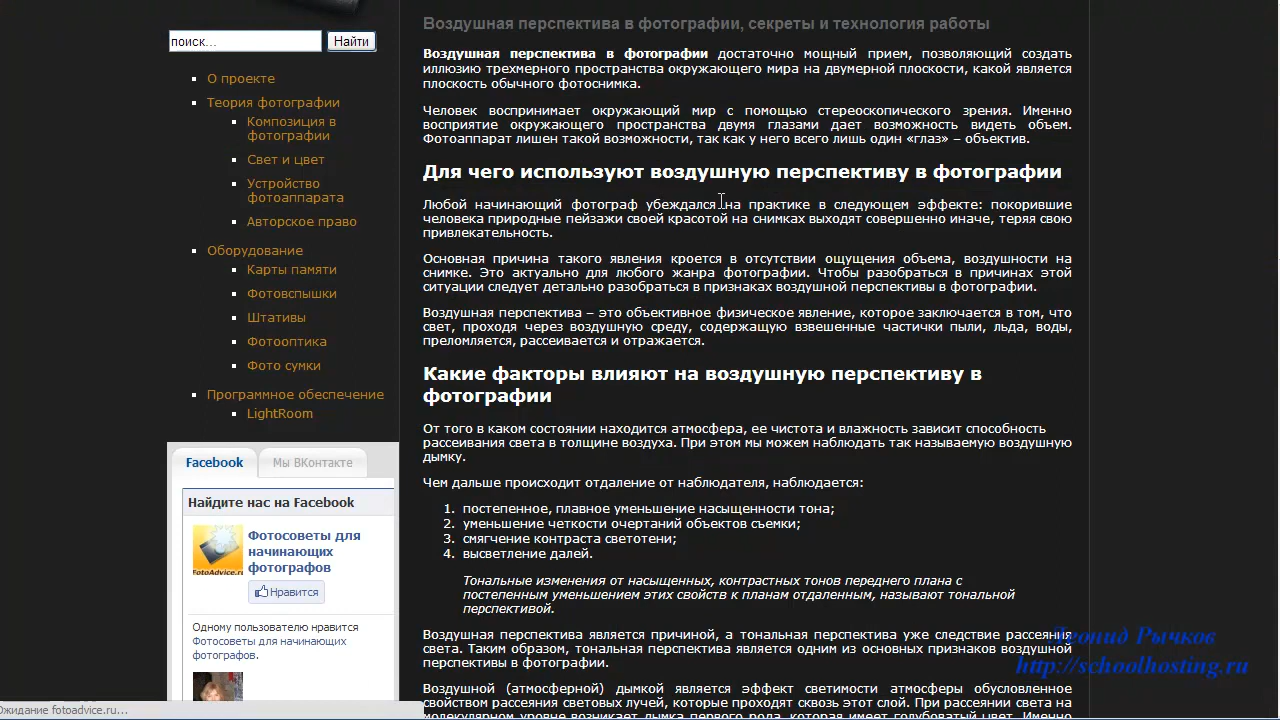 поиск...
Найти
О проекте
Теория фотографии
Композиция в
фотографии
Свет и цвет
Устройство
фотоаппарата
Авторское право
Оборудование
Карты памяти
Фотовспышки
Штативы
Фотооптика
Фото сумки
Программное обеспечение
LightRoom
Facebook
Мы ВКонтакте
Найдите нас на Facebook
Фотосоветы для
начинающих
фотографов
FotoAdvice.ru
Нравится
Одному пользователю нравится
Фотосоветы для начинающих
фотографов.
Ожидание fotoadvice.ru...
Воздушная перспектива в фотографии, секреты и технология работы
Воздушная перспектива в фотографии достаточно мощный прием, позволяющий создать
иллюзию трехмерного пространства окружающего мира на двумерной плоскости, какой является
плоскость обычного фотоснимка.
Человек воспринимает окружающий мир с помощью стереоскопического зрения. Именно
восприятие окружающего пространства двумя глазами дает возможность видеть объем.
Фотоаппарат лишен такой возможности, так как у него всего лишь один «глаз» – объектив.
Для чего используют воздушную перспективу в фотографии
Любой начинающий фотограф убеждался на практике в следующем эффекте: покорившие
человека природные пейзажи своей красотой на снимках выходят совершенно иначе, теряя свою
привлекательность.
Основная причина такого явления кроется в отсутствии ощущения объема, воздушности на
снимке. Это актуально для любого жанра фотографии. Чтобы разобраться в причинах этой
ситуации следует детально разобраться в признаках воздушной перспективы в фотографии.
Воздушная перспектива – это объективное физическое явление, которое заключается в том, что
свет, проходя через воздушную среду, содержащую взвешенные частички пыли, льда, воды,
преломляется, рассеивается и отражается.
Какие факторы влияют на воздушную перспективу в
фотографии
От того в каком состоянии находится атмосфера, ее чистота и влажность зависит способность
рассеивания света в толщине воздуха. При этом мы можем наблюдать так называемую воздушную
дымку.
Чем дальше происходит отдаление от наблюдателя, наблюдается:
1. постепенное, плавное уменьшение насыщенности тона;
2. уменьшение четкости очертаний объектов съемки;
3. смягчение контраста светотени;
4. высветление далей.
Тональные изменения от насыщенных, контрастных тонов переднего плана с
постепенным уменьшением этих свойств к планам отдаленным, называют тональной
перспективой.
Воздушная перспектива является причиной, а тональная перспектива уже следствие рассеяния
света. Таким образом, тональная перспектива является одним из основных признаков воздушной
перспективы в фотографии.
Воздушной (атмосферной) дымкой является эффект светимости атмосферы обусловленное
свойством рассеяния световых лучей, которые проходят сквозь этот слой. При рассеянии света на
молекулярном уровне возникает дымка первого рода, которая имеет голубоватый цвет. Именно
Леонид Рычков
http://schoolhosting.ru